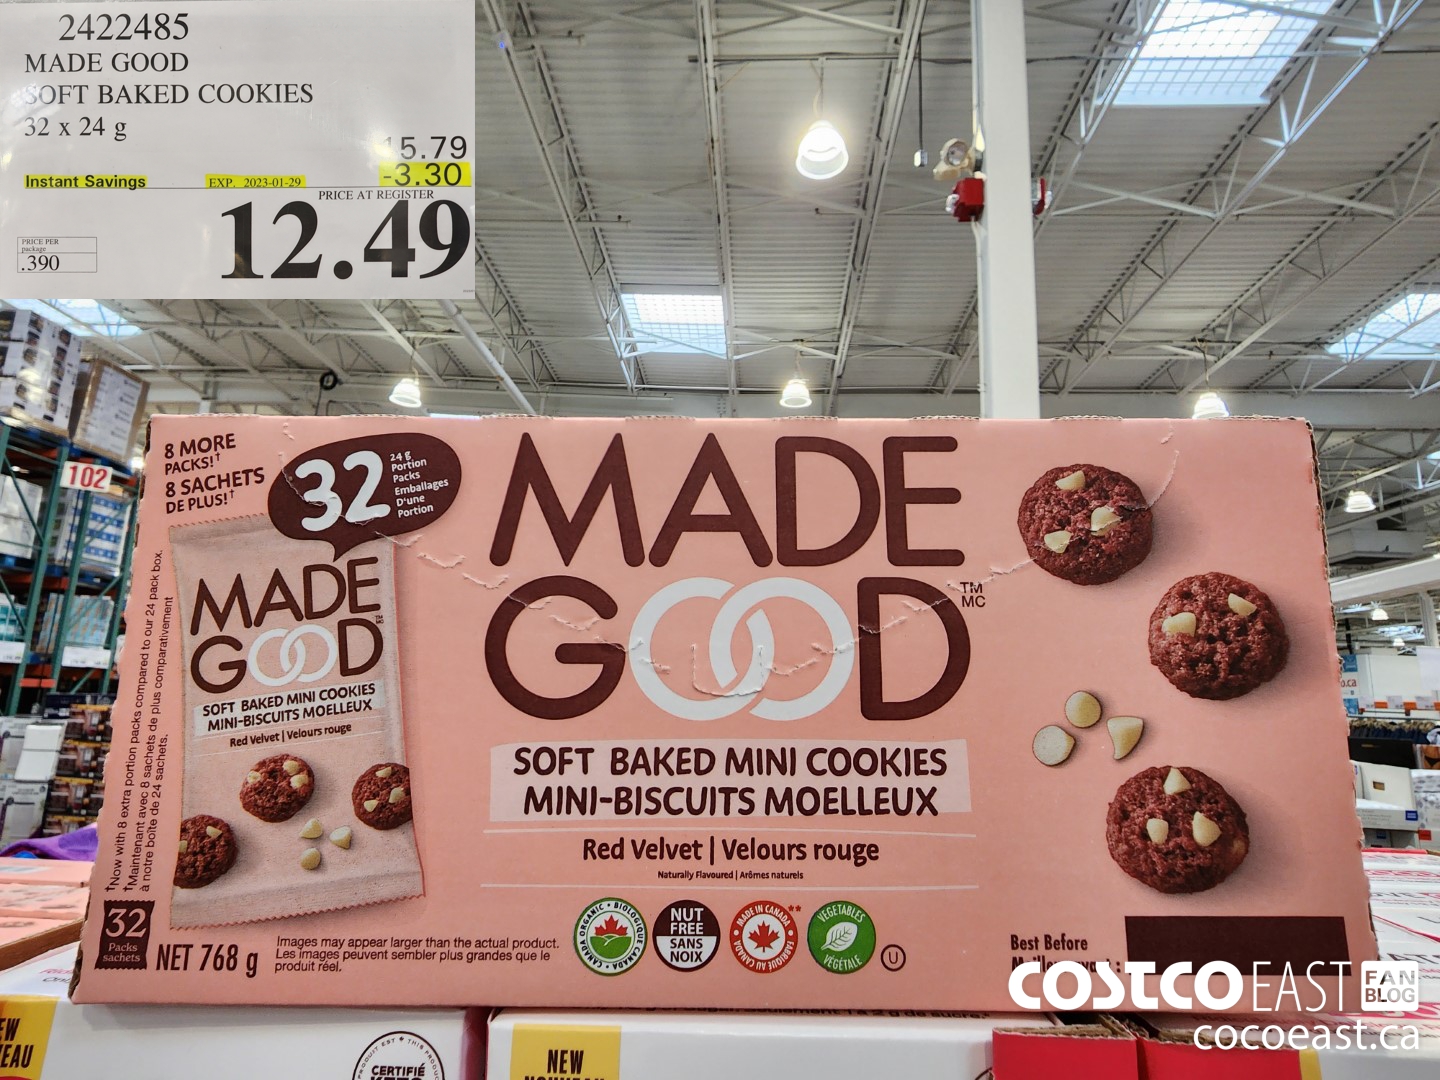 2422485
MADE GOOD
SOFT BAKED COOKIES
32 x 24 g
15.79
-3.30
Instant Savings
EXP. 2023-01-29
PRICE AT REGISTER
12.49
PRICE PER
package
.390
102
8 MORE
PACKS!†
8 SACHETS
DE PLUS!†
32
24 g
Portion
Packs
Emballages
D'une
Portion
MADE
GOOD
SOFT BAKED MINI COOKIES
MINI-BISCUITS MOELLEUX
Red Velvet | Velours rouge
†Now with 8 extra portion packs compared to our 24 pack box.
†Maintenant avec 8 sachets de plus comparativement
à notre boîte de 24 sachets.
32
Packs
sachets
NET 768 g
Images may appear larger than the actual product.
Les images peuvent sembler plus grandes que le
produit réel.
MADE
GOOD
TM
MC
SOFT BAKED MINI COOKIES
MINI-BISCUITS MOELLEUX
Red Velvet | Velours rouge
Naturally Flavoured | Arômes naturels
CANADA ORGANIC • BIOLOGIQUE CANADA •
NUT
FREE
SANS
NOIX
MADE IN CANADA • FABRIQUÉ AU CANADA •
**
VEGETABLES
VÉGÉTALE
U
Best Before
COSTCO EAST FAN BLOG
cocoeast.ca
NEW
CERTIFIÉ
KETO